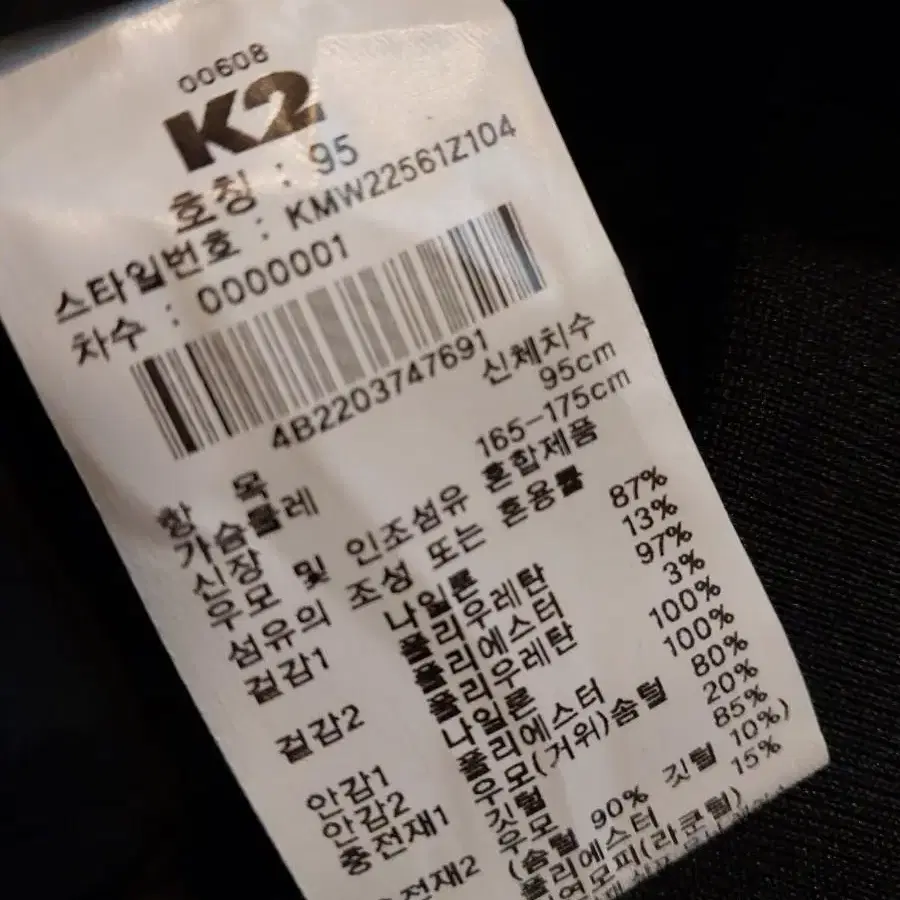 00608
K2
호칭 : 95
스타일번호 : KMW22561Z104
차수 : 0000001
4B2203747691
항 목 신체치수
가슴둘레 95cm
신장 165-175cm
우모 및 인조섬유 혼합제품
섬유의 조성 또는 혼용률
겉감1 나일론 87%
폴리우레탄 13%
겉감2 폴리에스터 97%
폴리우레탄 3%
안감1 나일론 100%
안감2 폴리에스터 100%
충전재1 우모(거위)솜털 80%
깃털 20%
충전재2 우모 85%
(솜털 90% 깃털 10%)
폴리에스터 15%
(라쿤털)